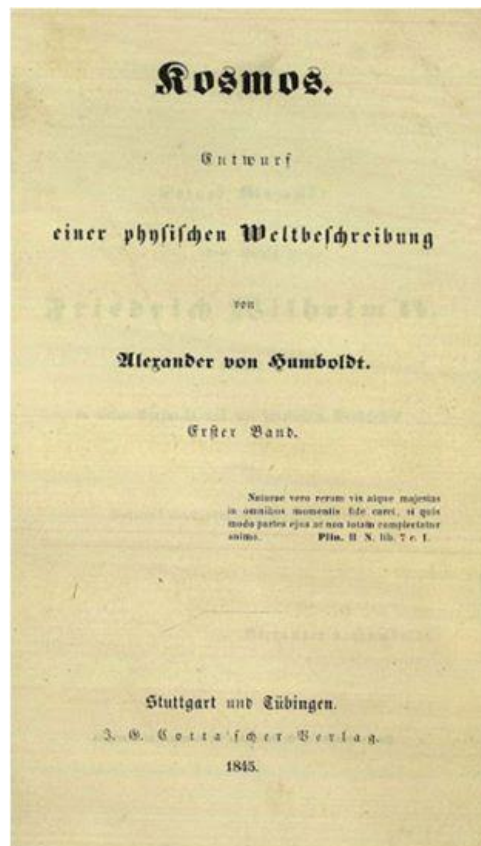 Kosmos.
Entwurf
einer physischen Weltbeschreibung
von
Alexander von Humboldt.
Erster Band.
Naturae vero rerum vis atque majestas
in omnibus momentis fide caret, si quis
modo partes ejus ac non totam complectatur
animo. Plin. H. N. lib. 7 c. 1.
Stuttgart und Tübingen.
J. G. Cotta'scher Verlag.
1845.